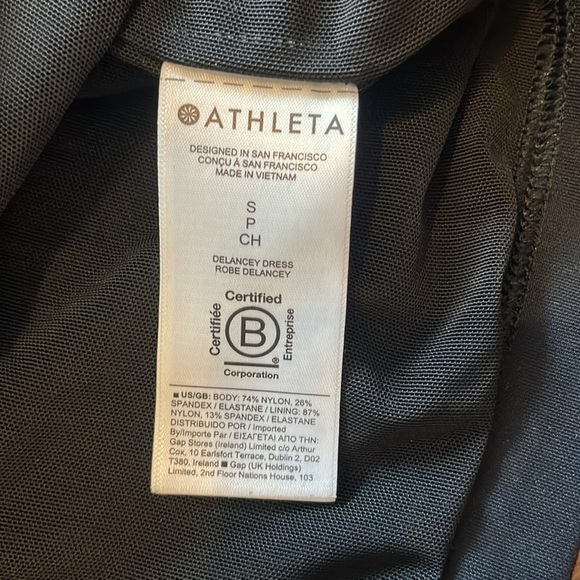 ATHLETA
DESIGNED IN SAN FRANCISCO
CONÇU À SAN FRANCISCO
MADE IN VIETNAM
S
P
CH
DELANCEY DRESS
ROBE DELANCEY
Certified
Certifiée
B
®
Entreprise
Corporation
■ US/GB: BODY: 74% NYLON, 26%
SPANDEX / ELASTANE / LINING: 87%
NYLON, 13% SPANDEX / ELASTANE
DISTRIBUIDO POR / Imported
By/Importe Par / ΕΙΣΑΓΕΤΑΙ ΑΠΟ ΤΗΝ:
Gap Stores (Ireland) Limited c/o Arthur
Cox, 10 Earlsfort Terrace, Dublin 2, D02
T380, Ireland ■ Gap (UK Holdings)
Limited, 2nd Floor Nations House, 103